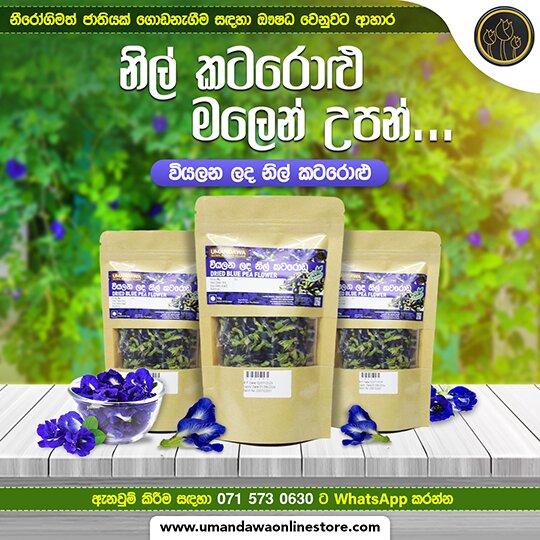 නීරෝගිමත් ජාතියක් ගොඩනැගීම සඳහා ඖෂධ වෙනුවට ආහාර
නිල් කටරොළු
මලෙන් උපන්...
වියලන ලද නිල් කටරොළු
UMANDAWA
වියලන ලද නිල් කටරොඩු
DRIED BLUE PEA FLOWER
ඇනවුම් කිරීම සඳහා 071 573 0630 ට WhatsApp කරන්න
www.umandawaonlinestore.com